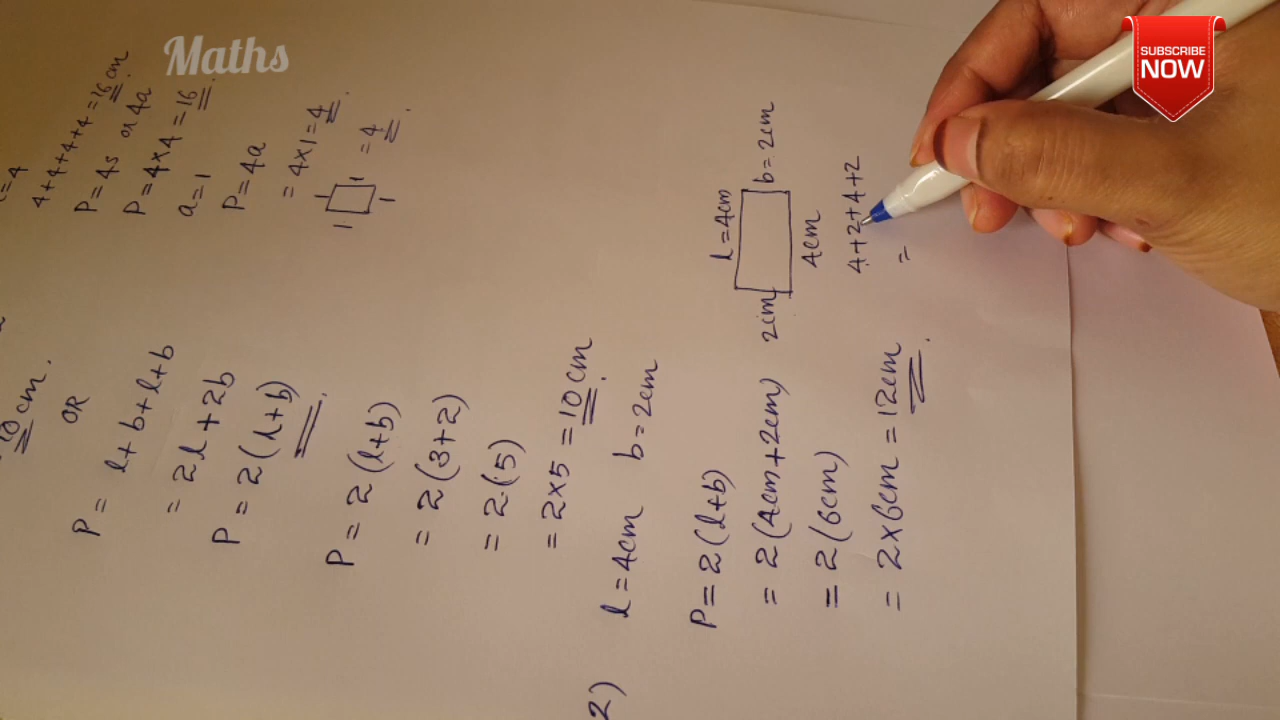 Maths
SUBSCRIBE
NOW
4+4+4+4=16cm
P=4s or 4a
P=4×4=16
a=1
P=4a
=4×1=4
1
1
1
=4
cm.
OR
P= l+b+l+b
= 2l+2b
P= 2(l+b)
P= 2(l+b)
= 2(3+2)
= 2(5)
= 2×5 = 10cm
2) l=4cm b=2cm
P=2(l+b)
= 2(4cm+2cm)
= 2(6cm)
= 2×6cm = 12cm
l=4cm
b=2cm
2cm
4cm
4+2+4+2
=